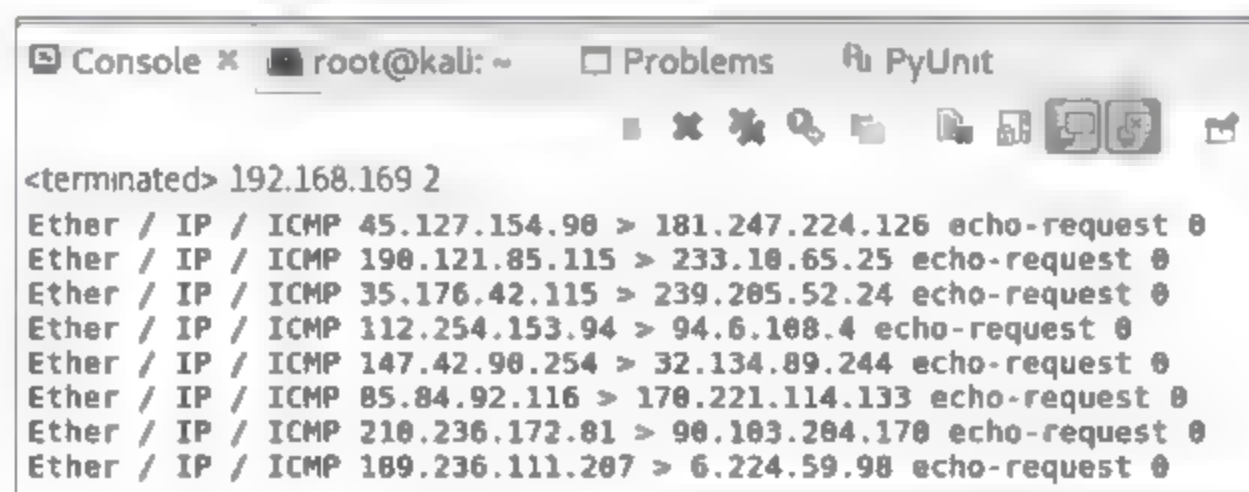 Console root@kali: ~ Problems PyUnit
<terminated> 192.168.169 2
Ether / IP / ICMP 45.127.154.90 > 181.247.224.126 echo-request 0
Ether / IP / ICMP 190.121.85.115 > 233.10.65.25 echo-request 0
Ether / IP / ICMP 35.176.42.115 > 239.205.52.24 echo-request 0
Ether / IP / ICMP 112.254.153.94 > 94.6.108.4 echo-request 0
Ether / IP / ICMP 147.42.90.254 > 32.134.89.244 echo-request 0
Ether / IP / ICMP 85.84.92.116 > 170.221.114.133 echo-request 0
Ether / IP / ICMP 210.236.172.81 > 90.103.204.170 echo-request 0
Ether / IP / ICMP 109.236.111.207 > 6.224.59.98 echo-request 0